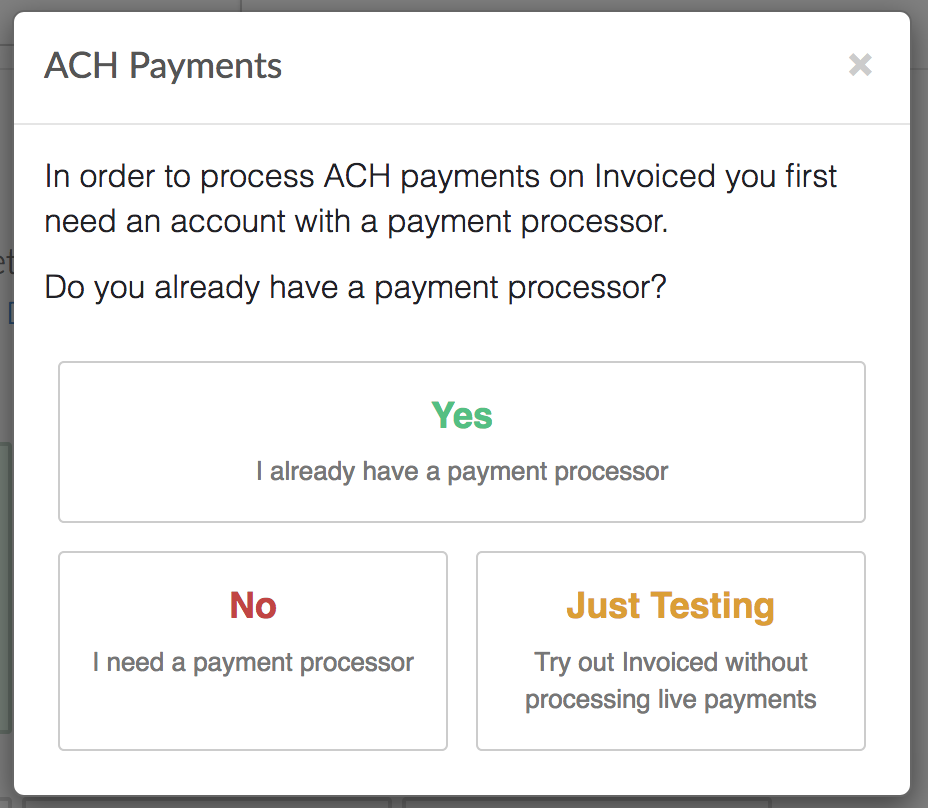 ACH Payments
In order to process ACH payments on Invoiced you first
need an account with a payment processor.
Do you already have a payment processor?
Yes
I already have a payment processor
No
I need a payment processor
Just Testing
Try out Invoiced without
processing live payments